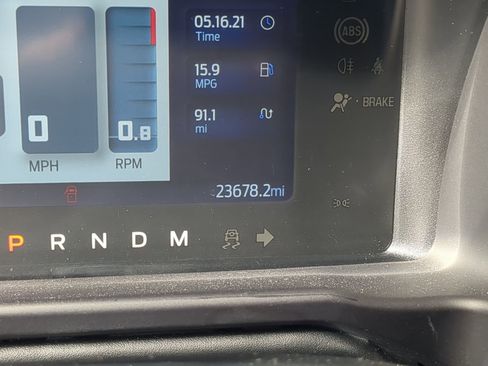 05.16.21
Time
15.9
MPG
91.1
mi
0
MPH
0.8
RPM
23678.2mi
ABS
BRAKE
P R N D M